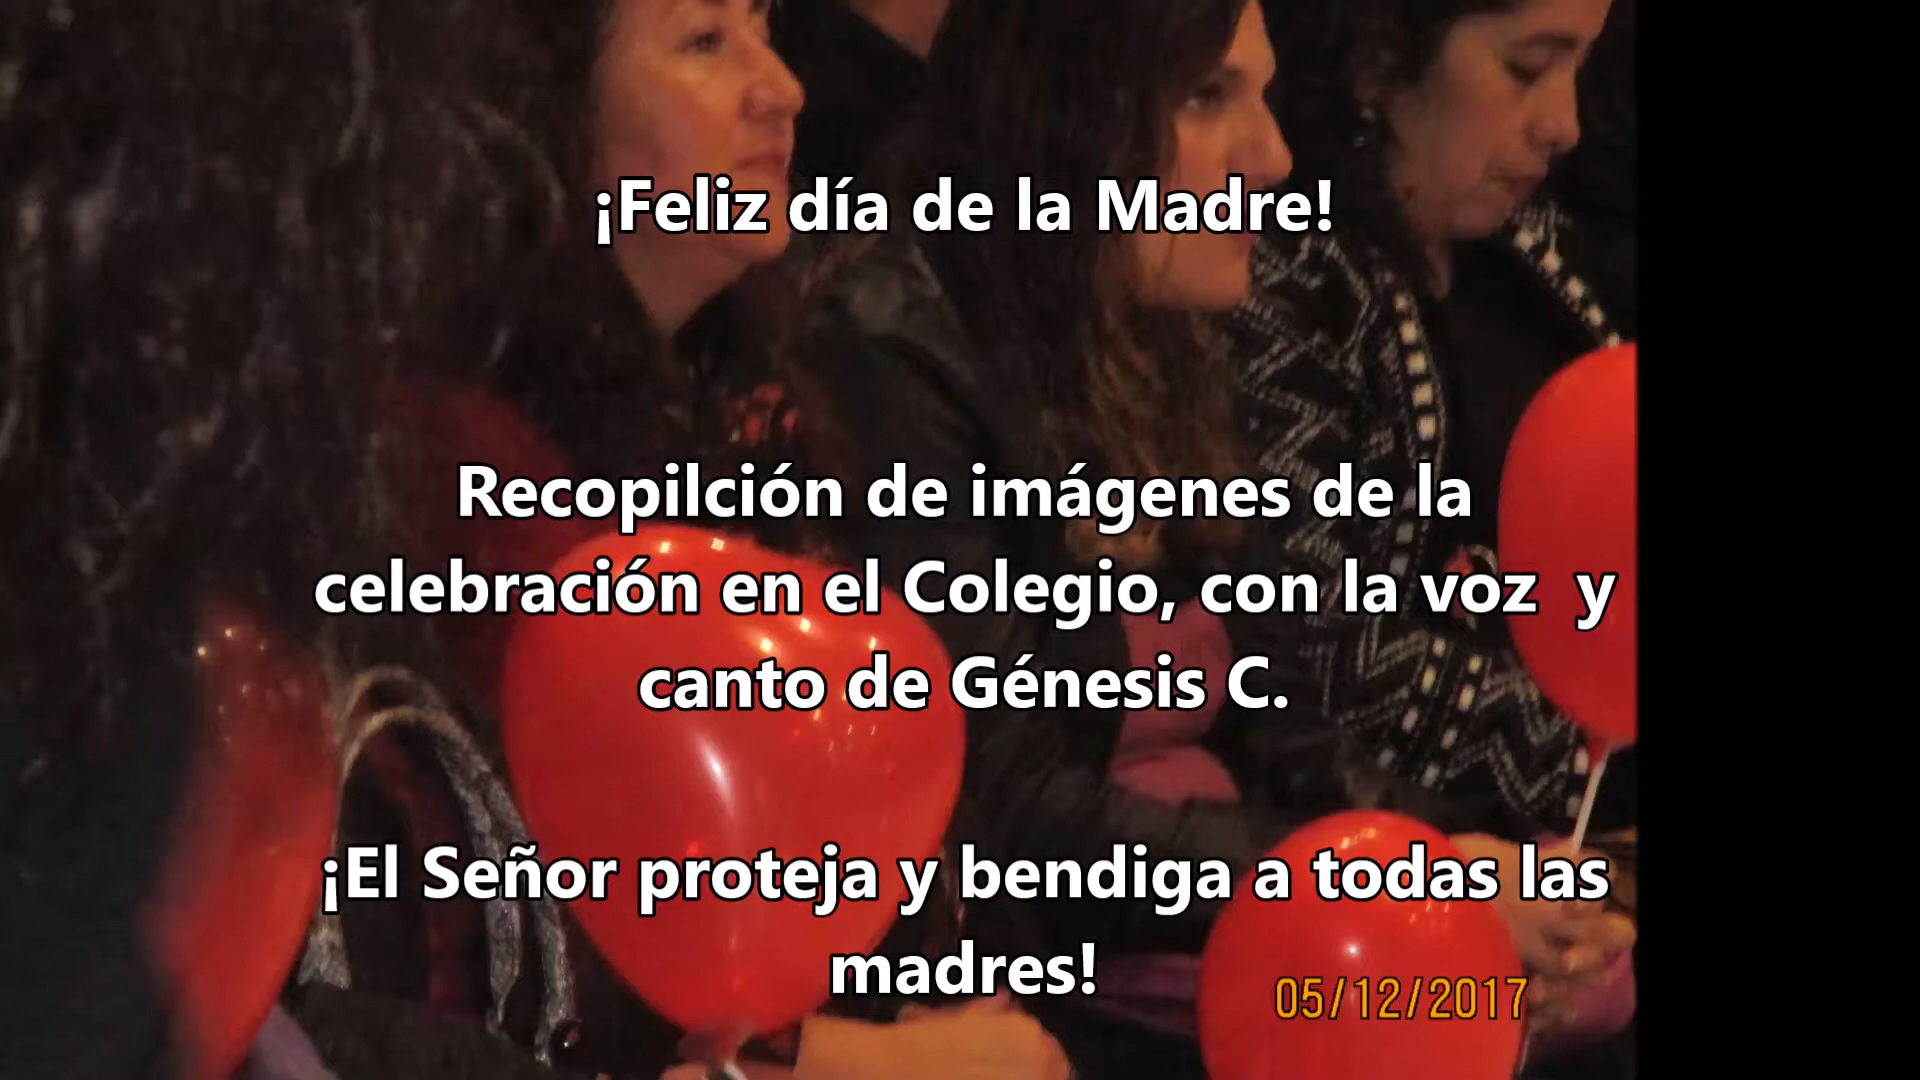 ¡Feliz día de la Madre!
Recopilción de imágenes de la
celebración en el Colegio, con la voz  y
canto de Génesis C.
¡El Señor proteja y bendiga a todas las
madres!
05/12/2017